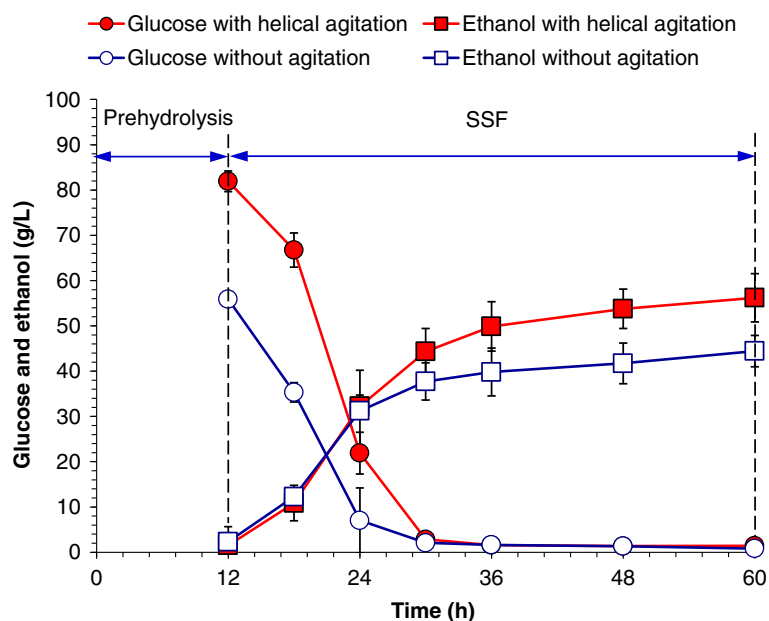 Glucose with helical agitation Ethanol with helical agitation
Glucose without agitation Ethanol without agitation
100
Prehydrolysis SSF
90
80
70
60
50
40
30
20
10
0
0 12 24 36 48 60
Time (h)
Glucose and ethanol (g/L)